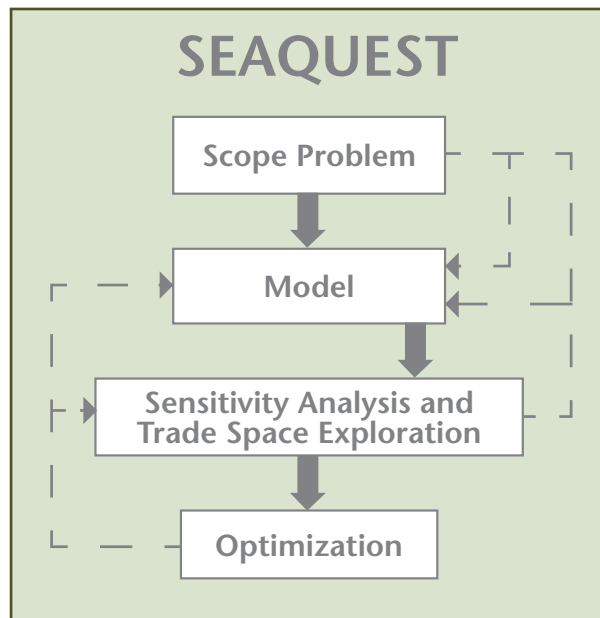 SEAQUEST
Scope Problem
Model
Sensitivity Analysis and
Trade Space Exploration
Optimization